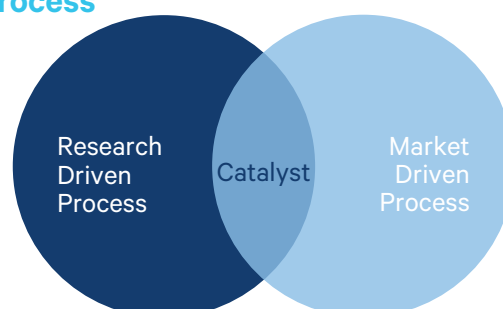 rocess
Research
Driven
Process
Catalyst
Market
Driven
Process